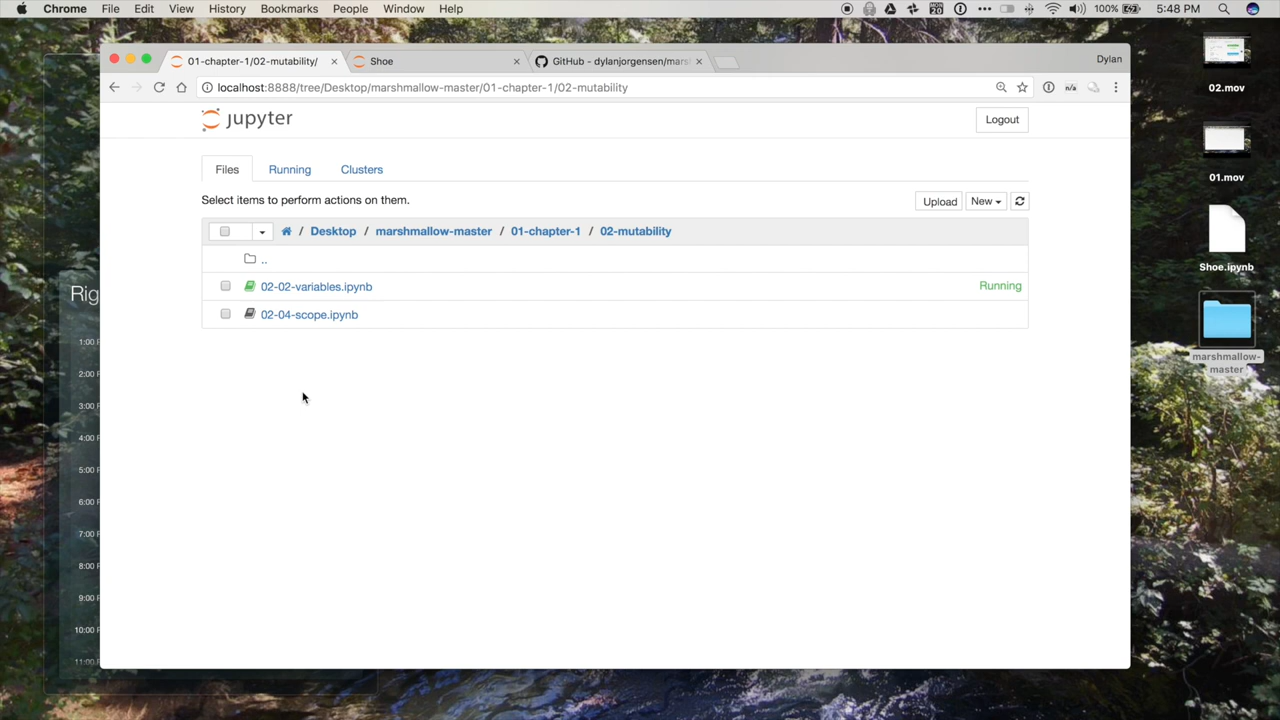 Chrome File Edit View History Bookmarks People Window Help 20 n/a 100% 5:48 PM
01-chapter-1/02-mutability/ Shoe GitHub - dylanjorgensen/mars Dylan
localhost:8888/tree/Desktop/marshmallow-master/01-chapter-1/02-mutability n/a
jupyter Logout
Files Running Clusters
Select items to perform actions on them. Upload New
/ Desktop / marshmallow-master / 01-chapter-1 / 02-mutability
..
02-02-variables.ipynb Running
02-04-scope.ipynb
Rig
1:00 P
2:00 P
3:00 P
4:00 P
5:00 P
6:00 P
7:00 P
8:00 P
9:00 P
10:00 P
11:00 P
02.mov
01.mov
Shoe.ipynb
marshmallow-
master